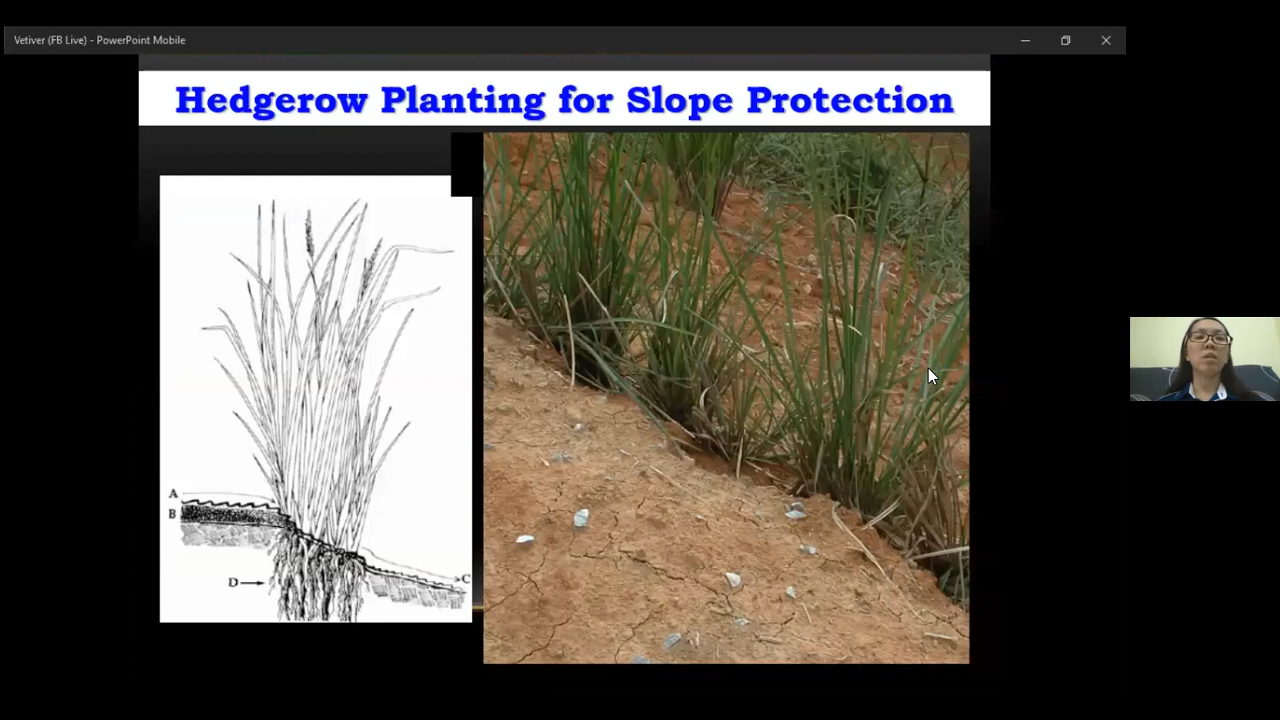 Vetiver (FB Live) - PowerPoint Mobile
Hedgerow Planting for Slope Protection
A
B
D
C